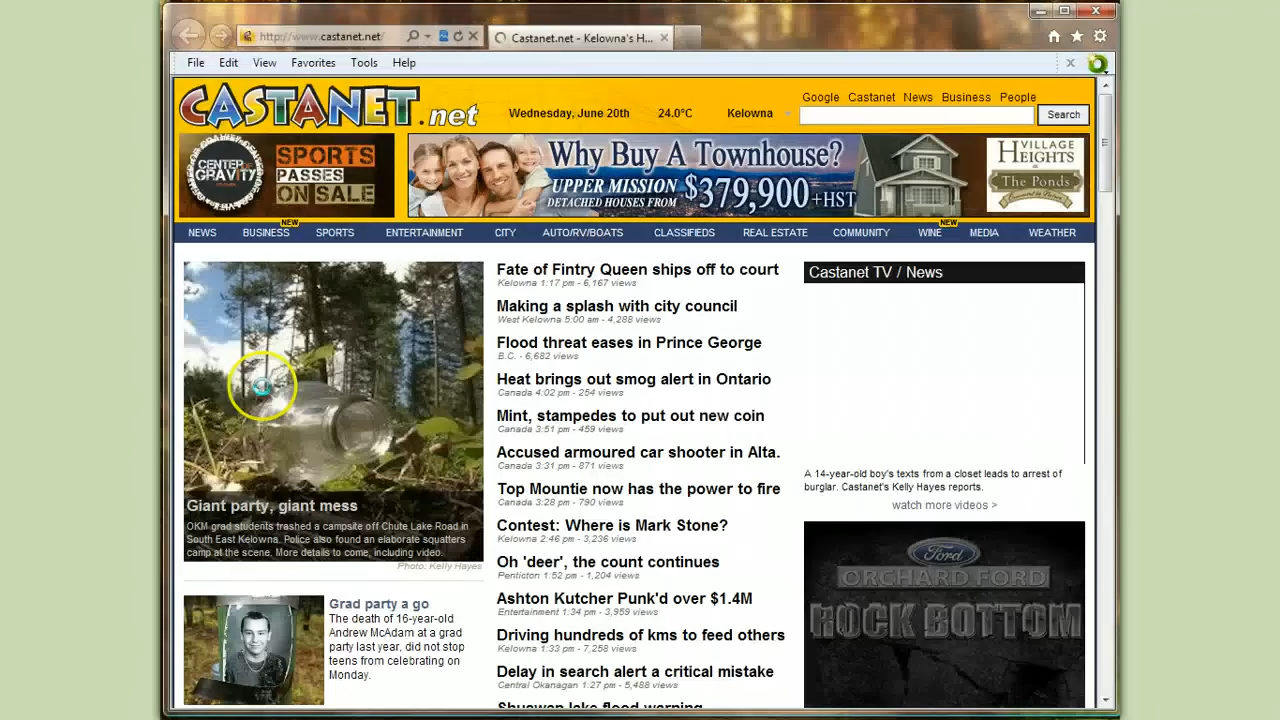 http://www.castanet.net/
Castanet.net - Kelowna's H...
File Edit View Favorites Tools Help
CASTANET.net
Wednesday, June 20th 24.0°C Kelowna
Google Castanet News Business People
Search
CENTER OF GRAVITY
SPORTS
PASSES
ON SALE
Why Buy A Townhouse?
UPPER MISSION
DETACHED HOUSES FROM
$379,900+HST
VILLAGE
HEIGHTS
at
The Ponds
NEW
NEW
NEWS BUSINESS SPORTS ENTERTAINMENT CITY AUTO/RV/BOATS CLASSIFIEDS REAL ESTATE COMMUNITY WINE MEDIA WEATHER
Giant party, giant mess
OKM grad students trashed a campsite off Chute Lake Road in
South East Kelowna. Police also found an elaborate squatters
camp at the scene. More details to come, including video.
Photo: Kelly Hayes
Grad party a go
The death of 16-year-old
Andrew McAdam at a grad
party last year, did not stop
teens from celebrating on
Monday.
Fate of Fintry Queen ships off to court
Kelowna 1:17 pm - 6,167 views
Making a splash with city council
West Kelowna 5:00 am - 4,288 views
Flood threat eases in Prince George
B.C. - 6,682 views
Heat brings out smog alert in Ontario
Canada 4:02 pm - 254 views
Mint, stampedes to put out new coin
Canada 3:51 pm - 459 views
Accused armoured car shooter in Alta.
Canada 3:31 pm - 871 views
Top Mountie now has the power to fire
Canada 3:28 pm - 790 views
Contest: Where is Mark Stone?
Kelowna 2:46 pm - 3,236 views
Oh 'deer', the count continues
Penticton 1:52 pm - 1,204 views
Ashton Kutcher Punk'd over $1.4M
Entertainment 1:34 pm - 3,959 views
Driving hundreds of kms to feed others
Kelowna 1:33 pm - 7,258 views
Delay in search alert a critical mistake
Central Okanagan 1:27 pm - 5,488 views
Shuswap lake flood warning
Castanet TV / News
A 14-year-old boy's texts from a closet leads to arrest of
burglar. Castanet's Kelly Hayes reports.
watch more videos >
Ford
ORCHARD FORD
ROCK BOTTOM